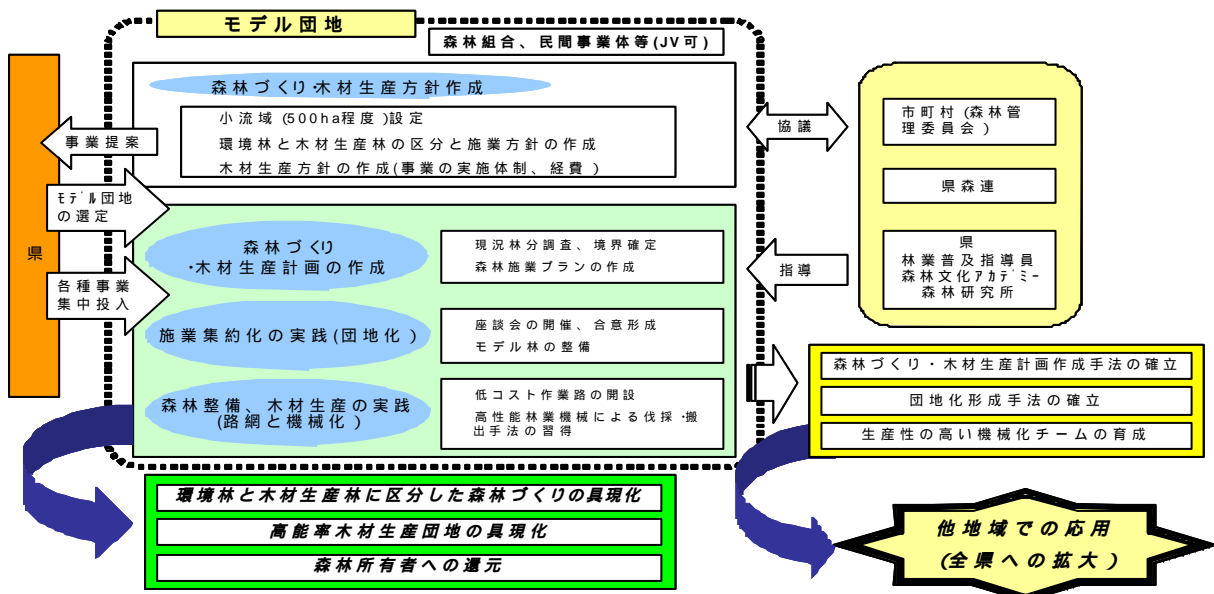 モデル団地
森林組合、民間事業体等(JV可)
県
事業提案
モデル団地
の選定
各種事業
集中投入
森林づくり・木材生産方針作成
小流域(500ha程度)設定
環境林と木材生産林の区分と施業方針の作成
木材生産方針の作成(事業の実施体制、経費)
森林づくり
・木材生産計画の作成
現況林分調査、境界確定
森林施業プランの作成
施業集約化の実践(団地化)
座談会の開催、合意形成
モデル林の整備
森林整備、木材生産の実践
(路網と機械化)
低コスト作業路の開設
高性能林業機械による伐採・搬
出手法の習得
協議
指導
市町村(森林管
理委員会)
県森連
県
林業普及指導員
森林文化アカデミー
森林研究所
森林づくり・木材生産計画作成手法の確立
団地化形成手法の確立
生産性の高い機械化チームの育成
環境林と木材生産林に区分した森林づくりの具現化
高能率木材生産団地の具現化
森林所有者への還元
他地域での応用
(全県への拡大)